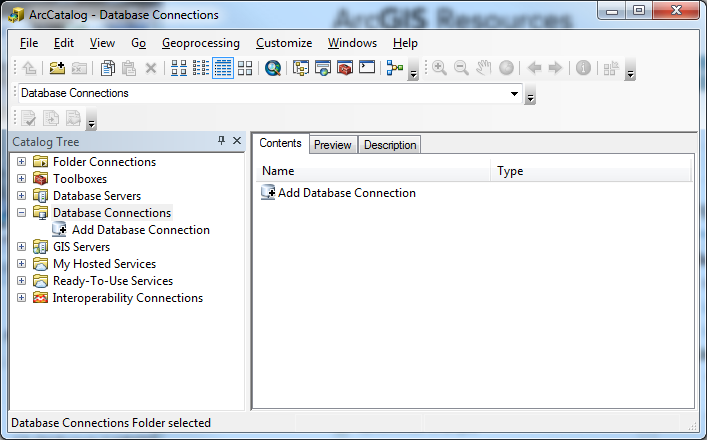 ArcCatalog - Database Connections
ArcGIS Resources
File Edit View Go Geoprocessing Customize Windows Help
Database Connections
Catalog Tree
Folder Connections
Toolboxes
Database Servers
Database Connections
Add Database Connection
GIS Servers
My Hosted Services
Ready-To-Use Services
Interoperability Connections
Contents Preview Description
Name Type
Add Database Connection
Database Connections Folder selected